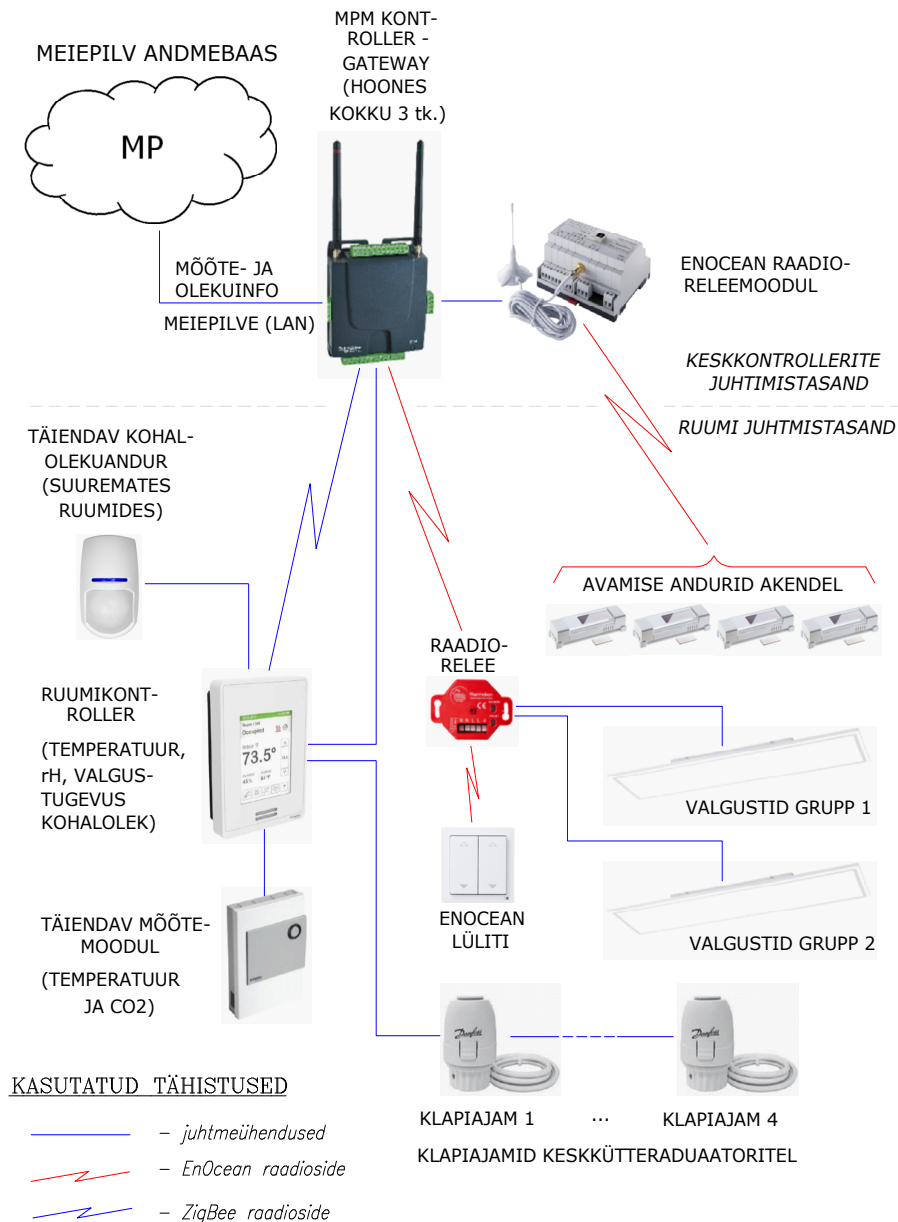 MPM KONT-
ROLLER -
GATEWAY
(HOONES
KOKKU 3 tk.)
MEIEPILV ANDMEBAAS
MP
MÕÕTE- JA
OLEKUINFO
MEIEPILVE (LAN)
ENOCEAN RAADIO-
RELEEMOODUL
KESKKONTROLLERITE
JUHTIMISTASAND
RUUMI JUHTMISTASAND
TÄIENDAV KOHAL-
OLEKUANDUR
(SUUREMATES
RUUMIDES)
AVAMISE ANDURID AKENDEL
RAADIO-
RELEE
RUUMIKONT-
ROLLER
(TEMPERATUUR,
rH, VALGUS-
TUGEVUS
KOHALOLEK)
Occupied
73.5°
VALGUSTID GRUPP 1
ENOCEAN
LÜLITI
VALGUSTID GRUPP 2
TÄIENDAV MÕÕTE-
MOODUL
(TEMPERATUUR
JA CO2)
Danfoss
Danfoss
KLAPIAJAM 1 ... KLAPIAJAM 4
KLAPIAJAMID KESKKÜTTERADUAATORITEL
KASUTATUD TÄHISTUSED
– juhtmeühendused
– EnOcean raadioside
– ZigBee raadioside